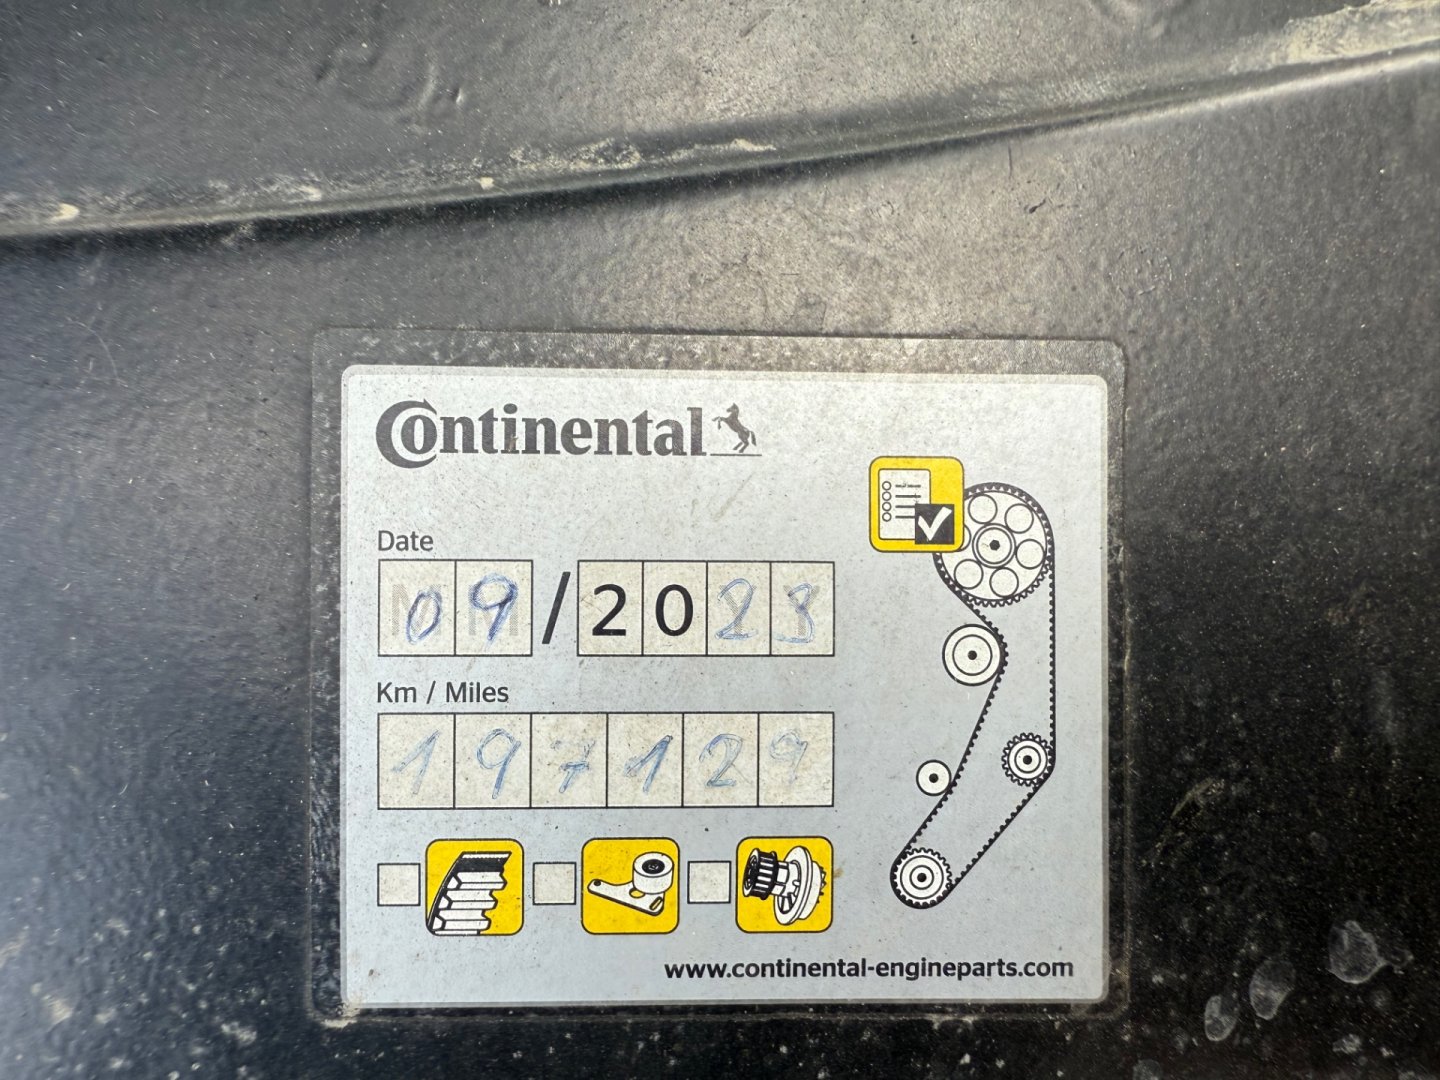 Continental
Date
09/2023
Km / Miles
197129
www.continental-engineparts.com